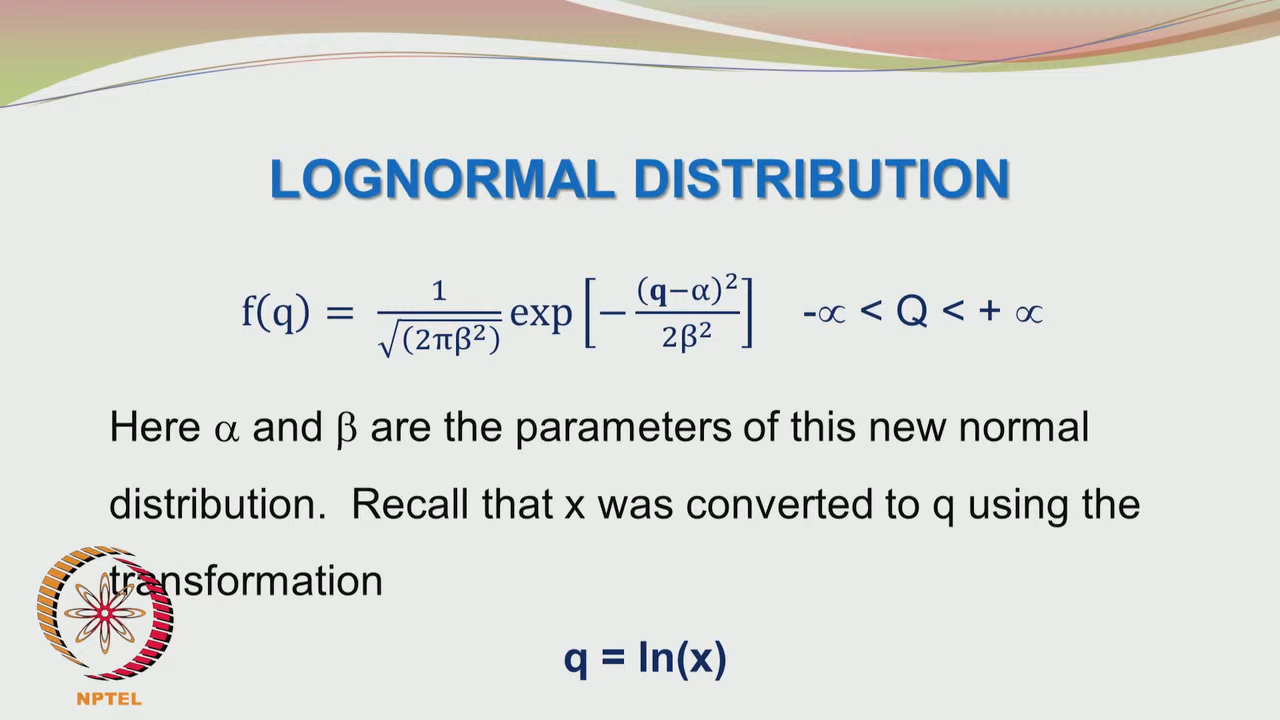 LOGNORMAL DISTRIBUTION
f(q) = 1/√(2πβ²) exp[−(q−α)²/2β²] -∝ < Q < + ∝
Here α and β are the parameters of this new normal
distribution. Recall that x was converted to q using the
transformation
q = ln(x)
NPTEL